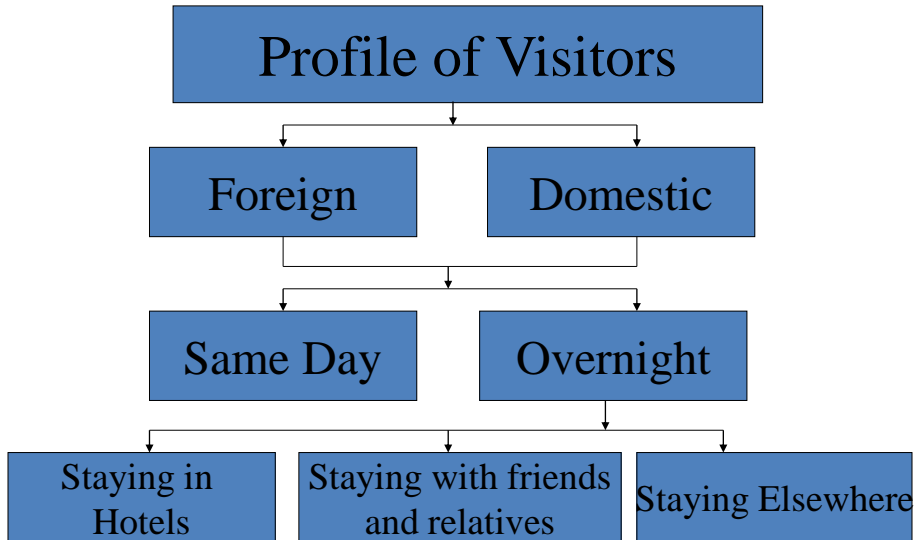 Profile of Visitors
Foreign
Domestic
Same Day
Overnight
Staying in
Hotels
Staying with friends
and relatives
Staying Elsewhere